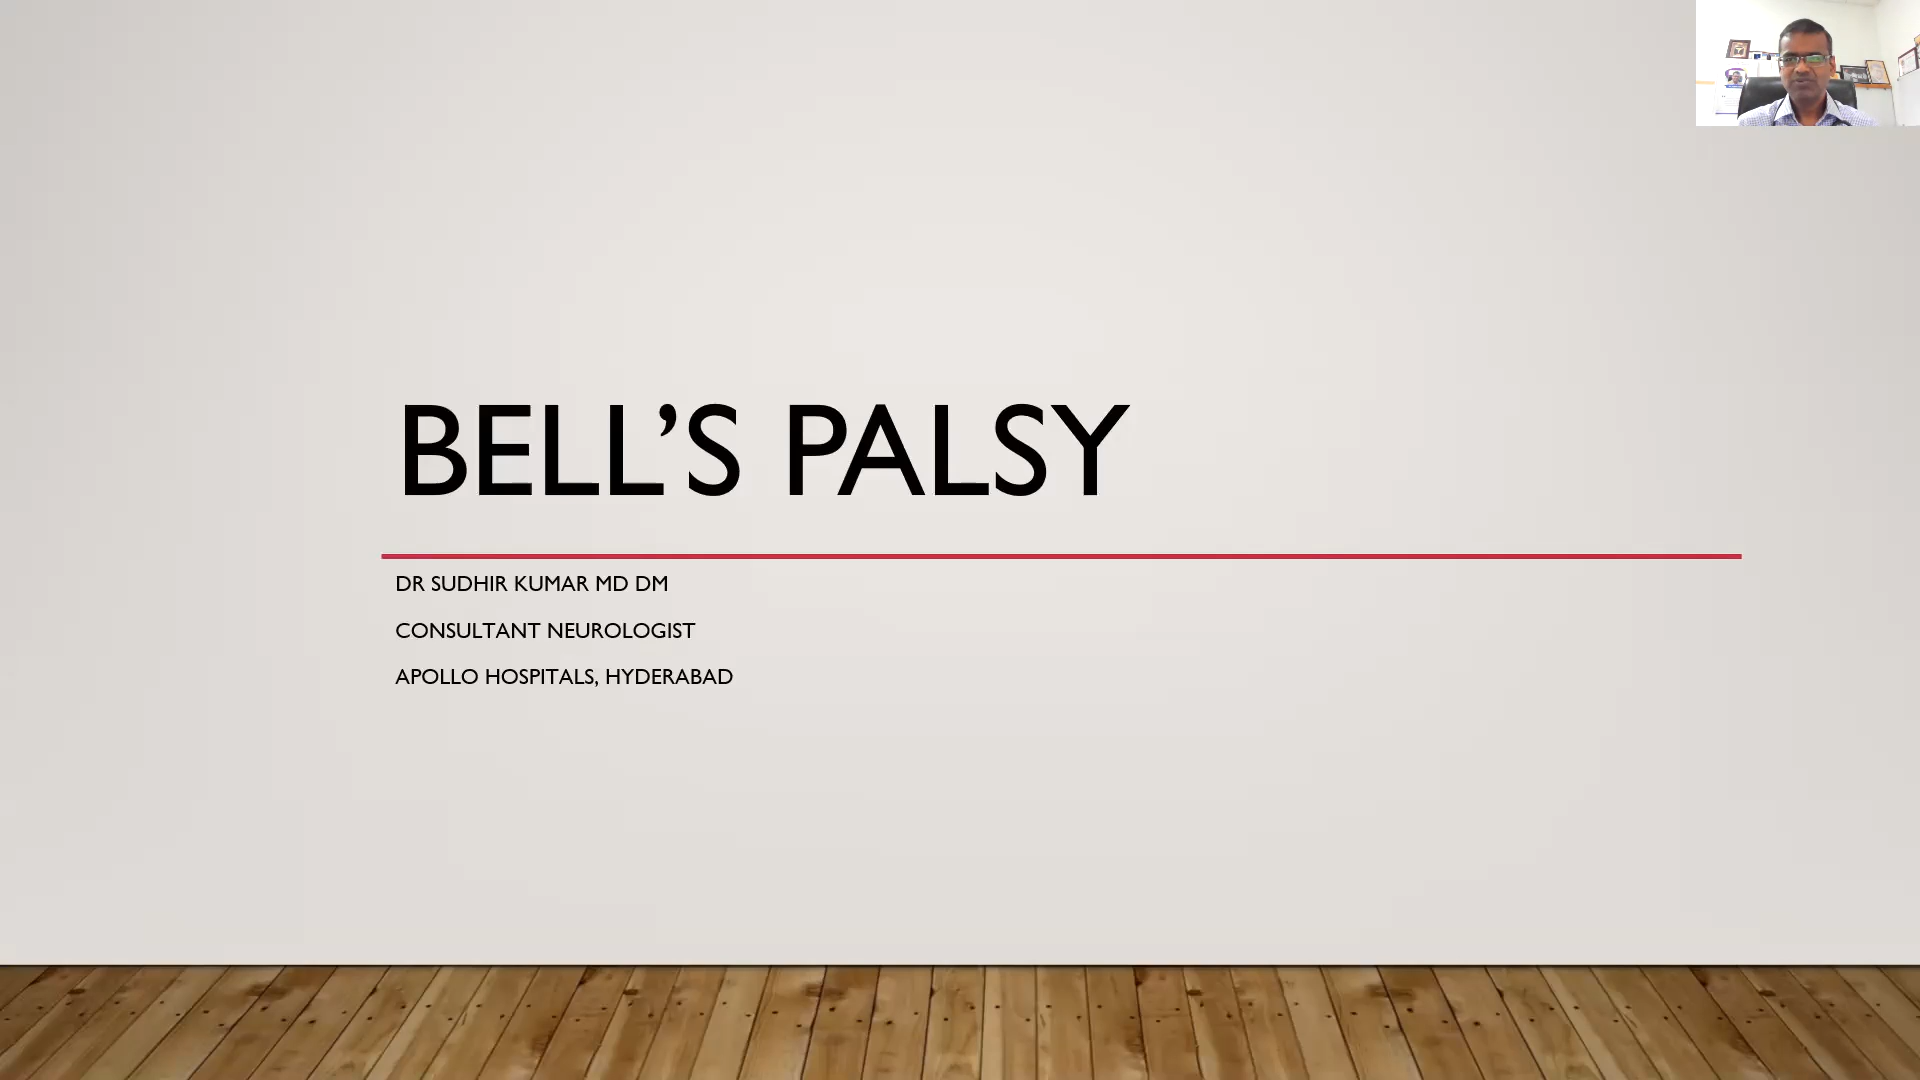 BELL’S PALSY
DR SUDHIR KUMAR MD DM
CONSULTANT NEUROLOGIST
APOLLO HOSPITALS, HYDERABAD